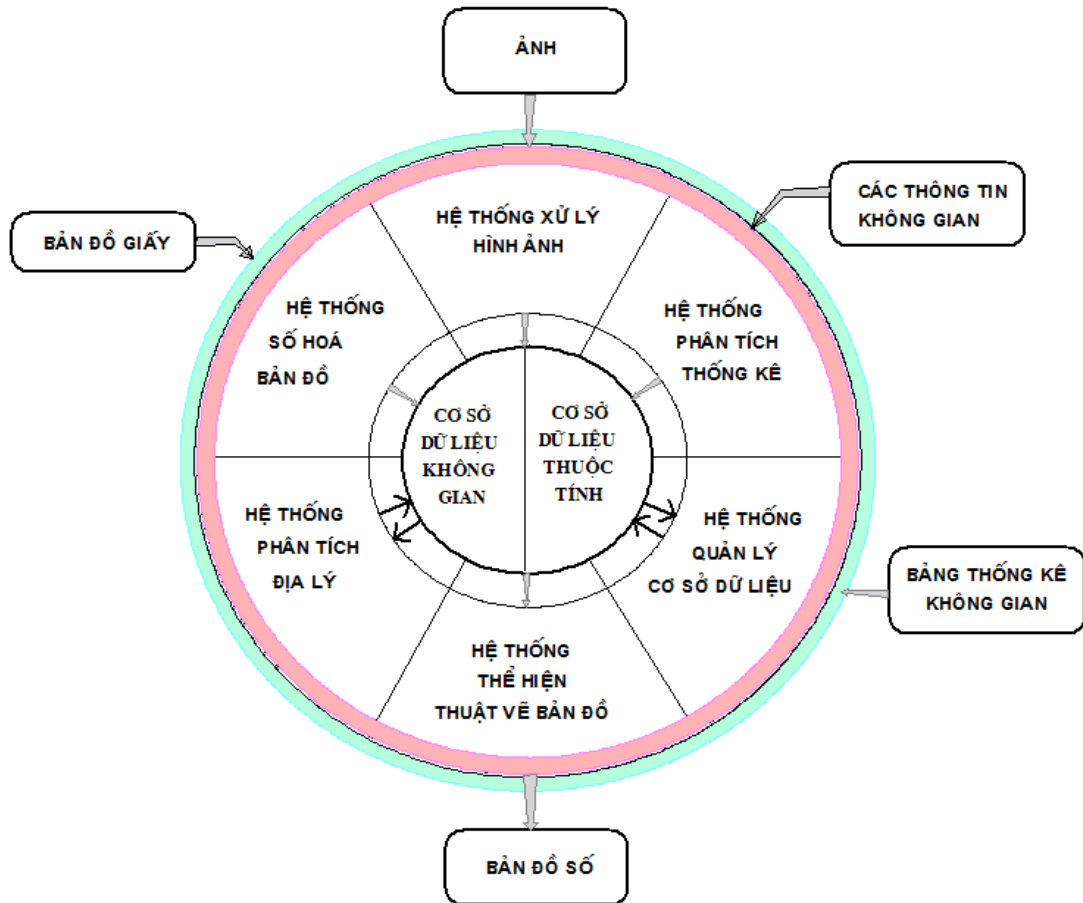 ẢNH
CÁC THÔNG TIN
KHÔNG GIAN
BẢN ĐỒ GIẤY
HỆ THỐNG XỬ LÝ
HÌNH ẢNH
HỆ THỐNG
SỐ HOÁ
BẢN ĐỒ
HỆ THỐNG
PHÂN TÍCH
THỐNG KÊ
CƠ SỞ
DỮ LIỆU
KHÔNG
GIAN
CƠ SỞ
DỮ LIỆU
THUỘC
TÍNH
HỆ THỐNG
PHÂN TÍCH
ĐỊA LÝ
HỆ THỐNG
QUẢN LÝ
CƠ SỞ DỮ LIỆU
BẢNG THỐNG KÊ
KHÔNG GIAN
HỆ THỐNG
THỂ HIỆN
THUẬT VẼ BẢN ĐỒ
BẢN ĐỒ SỐ